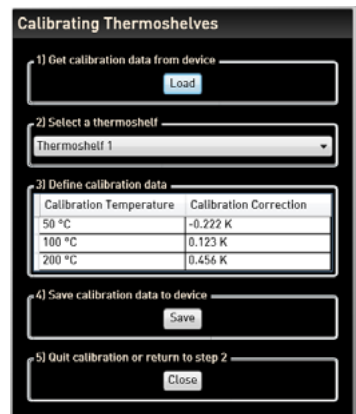 Calibrating Thermoshelves
1) Get calibration data from device
Load
2) Select a thermoshelf
Thermoshelf 1
3) Define calibration data
Calibration Temperature Calibration Correction
50 °C -0.222 K
100 °C 0.123 K
200 °C 0.456 K
4) Save calibration data to device
Save
5) Quit calibration or return to step 2
Close